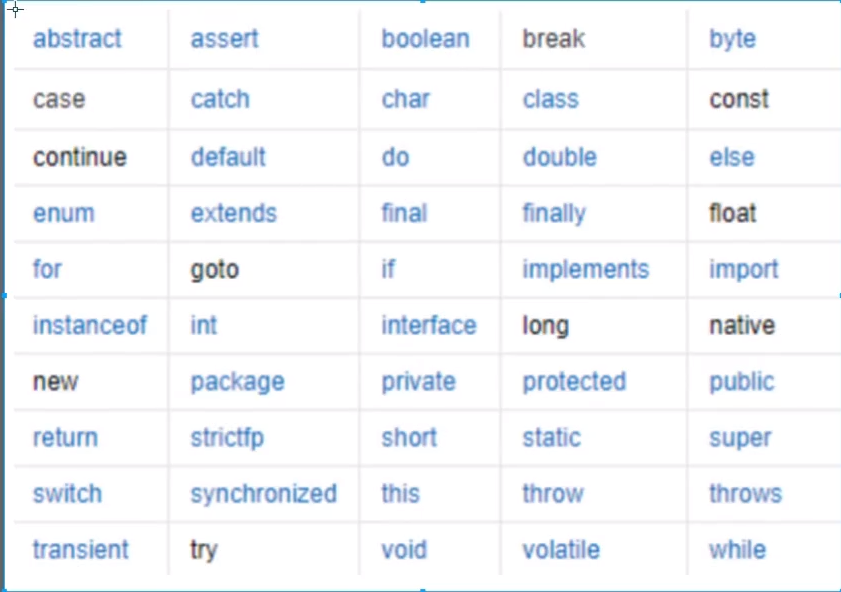 abstract assert boolean break byte
case catch char class const
continue default do double else
enum extends final finally float
for goto if implements import
instanceof int interface long native
new package private protected public
return strictfp short static super
switch synchronized this throw throws
transient try void volatile while